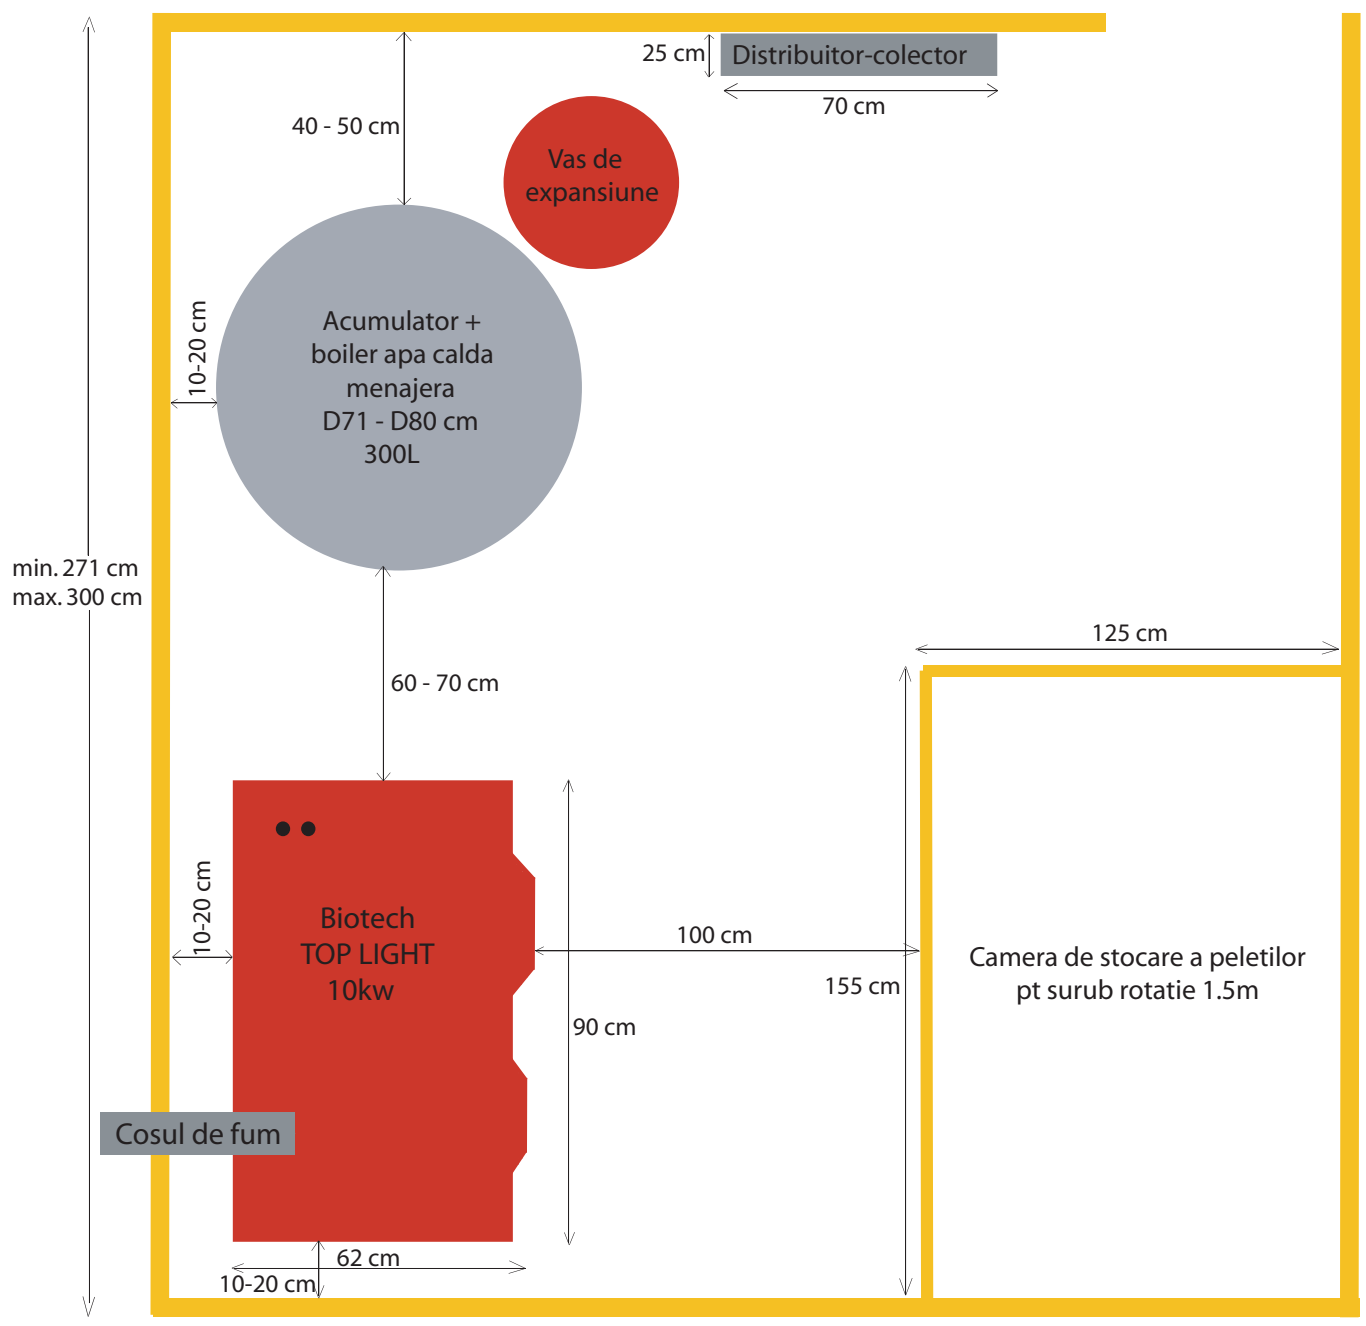 25 cm
Distribuitor-colector
70 cm
40 - 50 cm
Vas de
expansiune
10-20 cm
Acumulator +
boiler apa calda
menajera
D71 - D80 cm
300L
min. 271 cm
max. 300 cm
125 cm
60 - 70 cm
10-20 cm
Biotech
TOP LIGHT
10kw
100 cm
155 cm
Camera de stocare a peletilor
pt surub rotatie 1.5m
90 cm
Cosul de fum
62 cm
10-20 cm